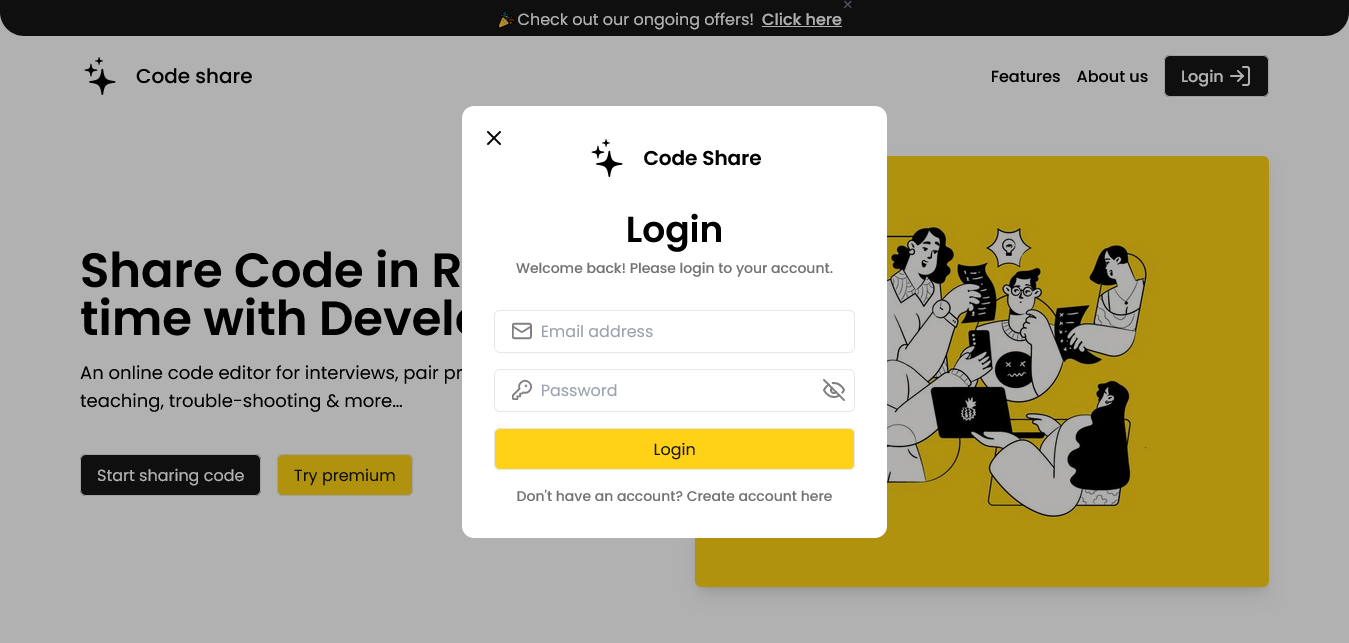 🎉 Check out our ongoing offers! Click here
Code share
Features
About us
Login
Code Share
Login
Welcome back! Please login to your account.
Email address
Password
Login
Don't have an account? Create account here
Share Code in R
time with Devel
An online code editor for interviews, pair pr
teaching, trouble-shooting & more...
Start sharing code
Try premium